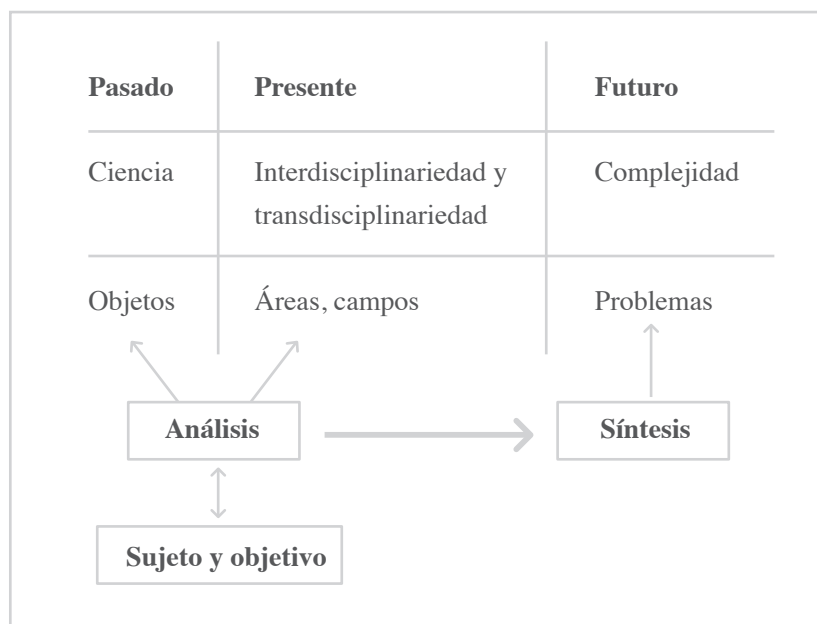 Pasado Presente Futuro
Ciencia Interdisciplinariedad y Complejidad
transdisciplinariedad
Objetos Áreas, campos Problemas
Análisis Síntesis
Sujeto y objetivo